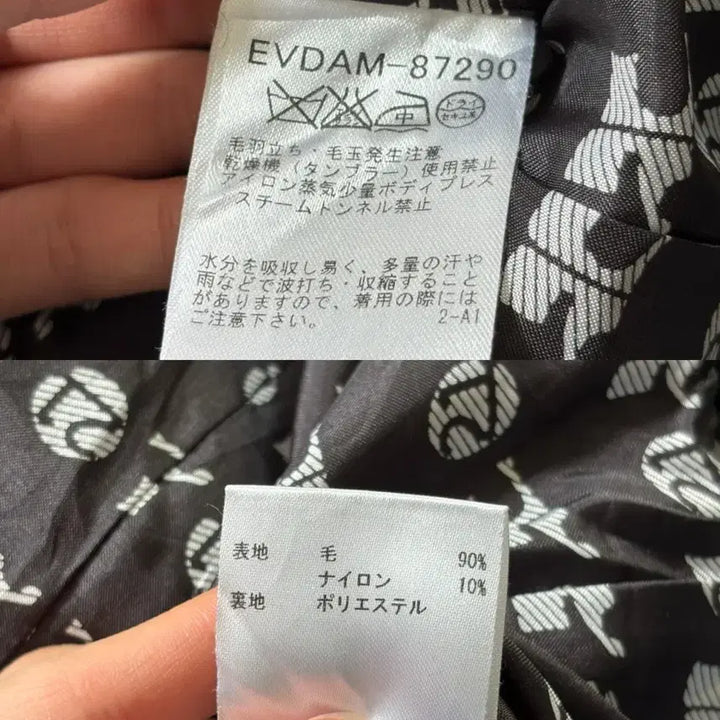 EVDAM-87290
中
ドライ
セキユ系
毛羽立ち・毛玉発生注意
乾燥機（タンブラー）使用禁止
アイロン蒸気少量ボディプレス
スチームトンネル禁止
水分を吸収し易く、多量の汗や
雨などで波打ち・収縮すること
がありますので、着用の際には
ご注意下さい。
2-A1
表地 毛 90%
ナイロン 10%
裏地 ポリエステル